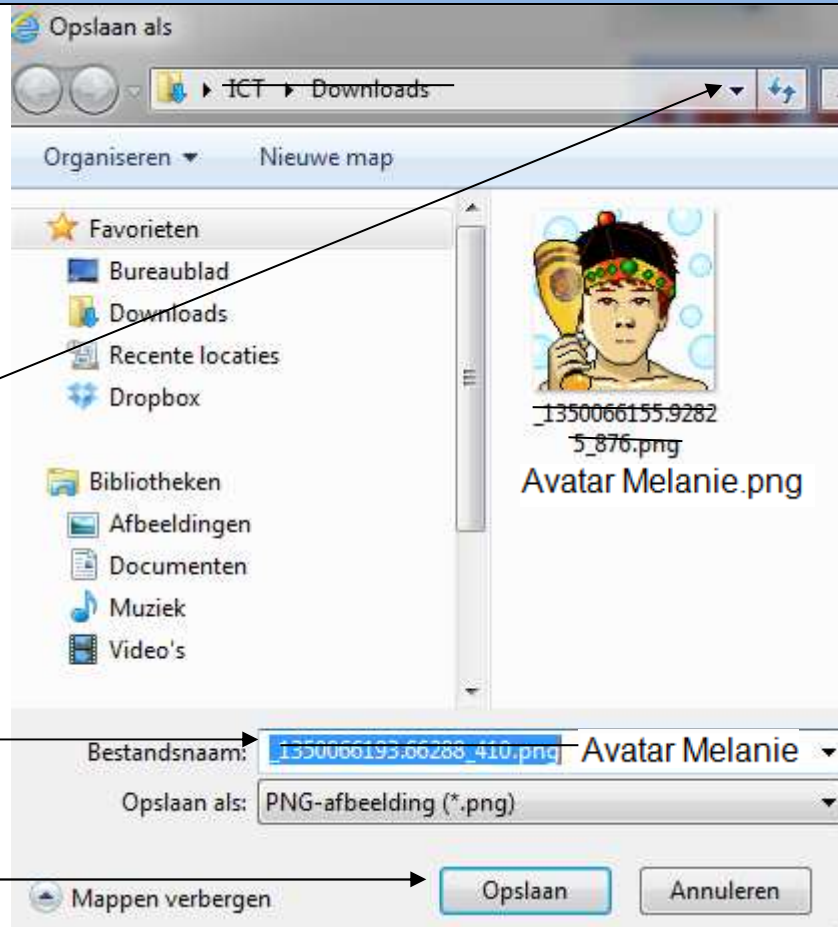 Opslaan als
ICT Downloads
Organiseren Nieuwe map
Favorieten
Bureaublad
Downloads
Recente locaties
Dropbox
Bibliotheken
Afbeeldingen
Documenten
Muziek
Video's
_1350066155.9282
5_876.png
Avatar Melanie.png
Bestandsnaam: _1350066193.66288_410.png Avatar Melanie
Opslaan als: PNG-afbeelding (*.png)
Mappen verbergen Opslaan Annuleren